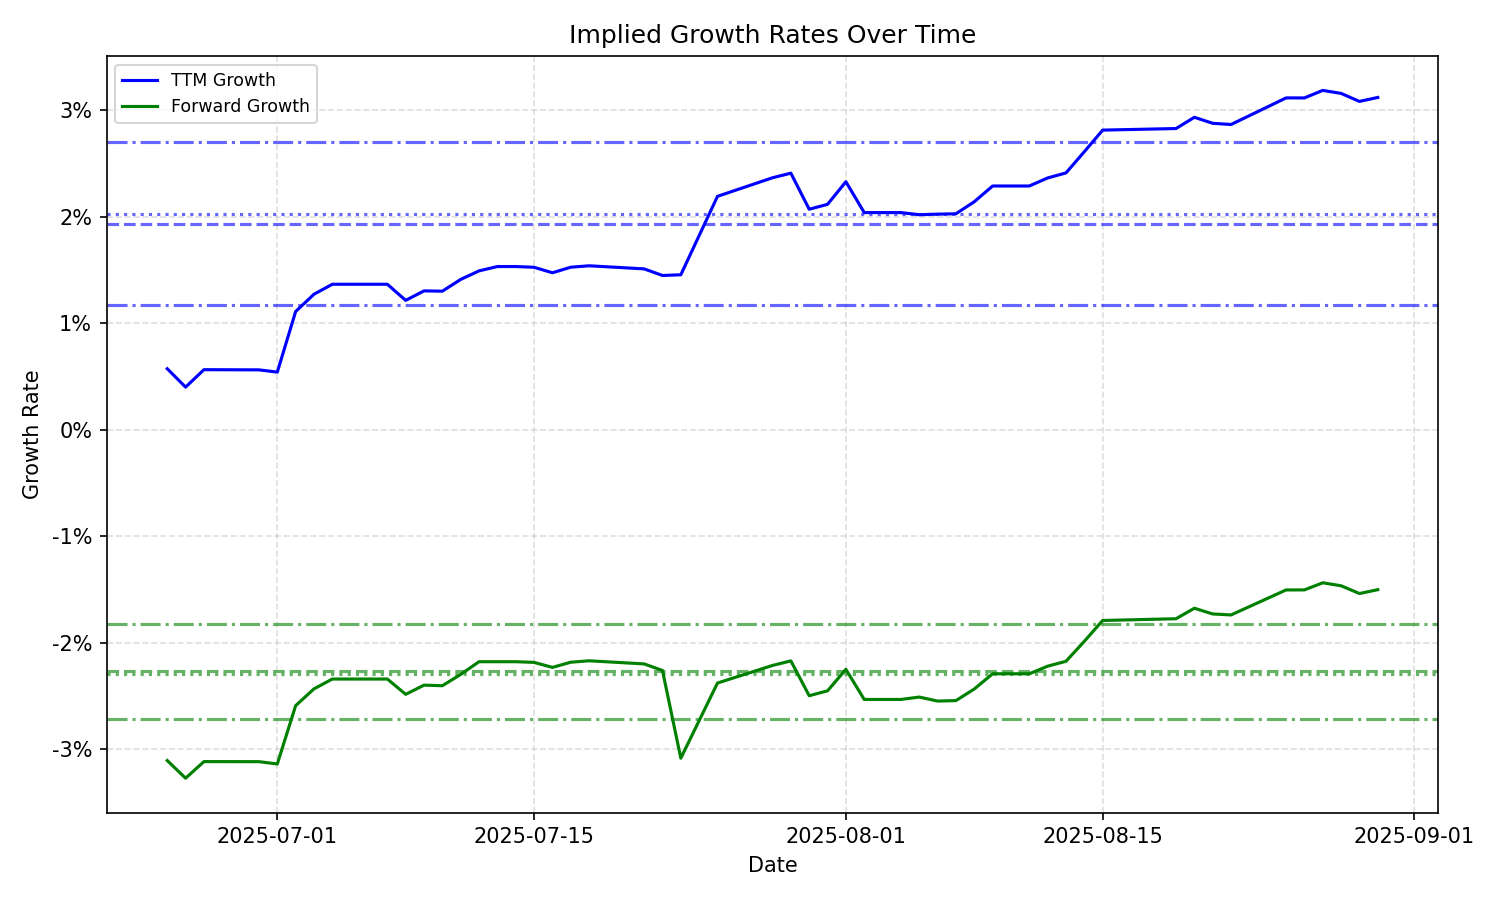 Implied Growth Rates Over Time
TTM Growth
Forward Growth
3%
2%
1%
0%
-1%
-2%
-3%
Growth Rate
2025-07-01
2025-07-15
2025-08-01
2025-08-15
2025-09-01
Date